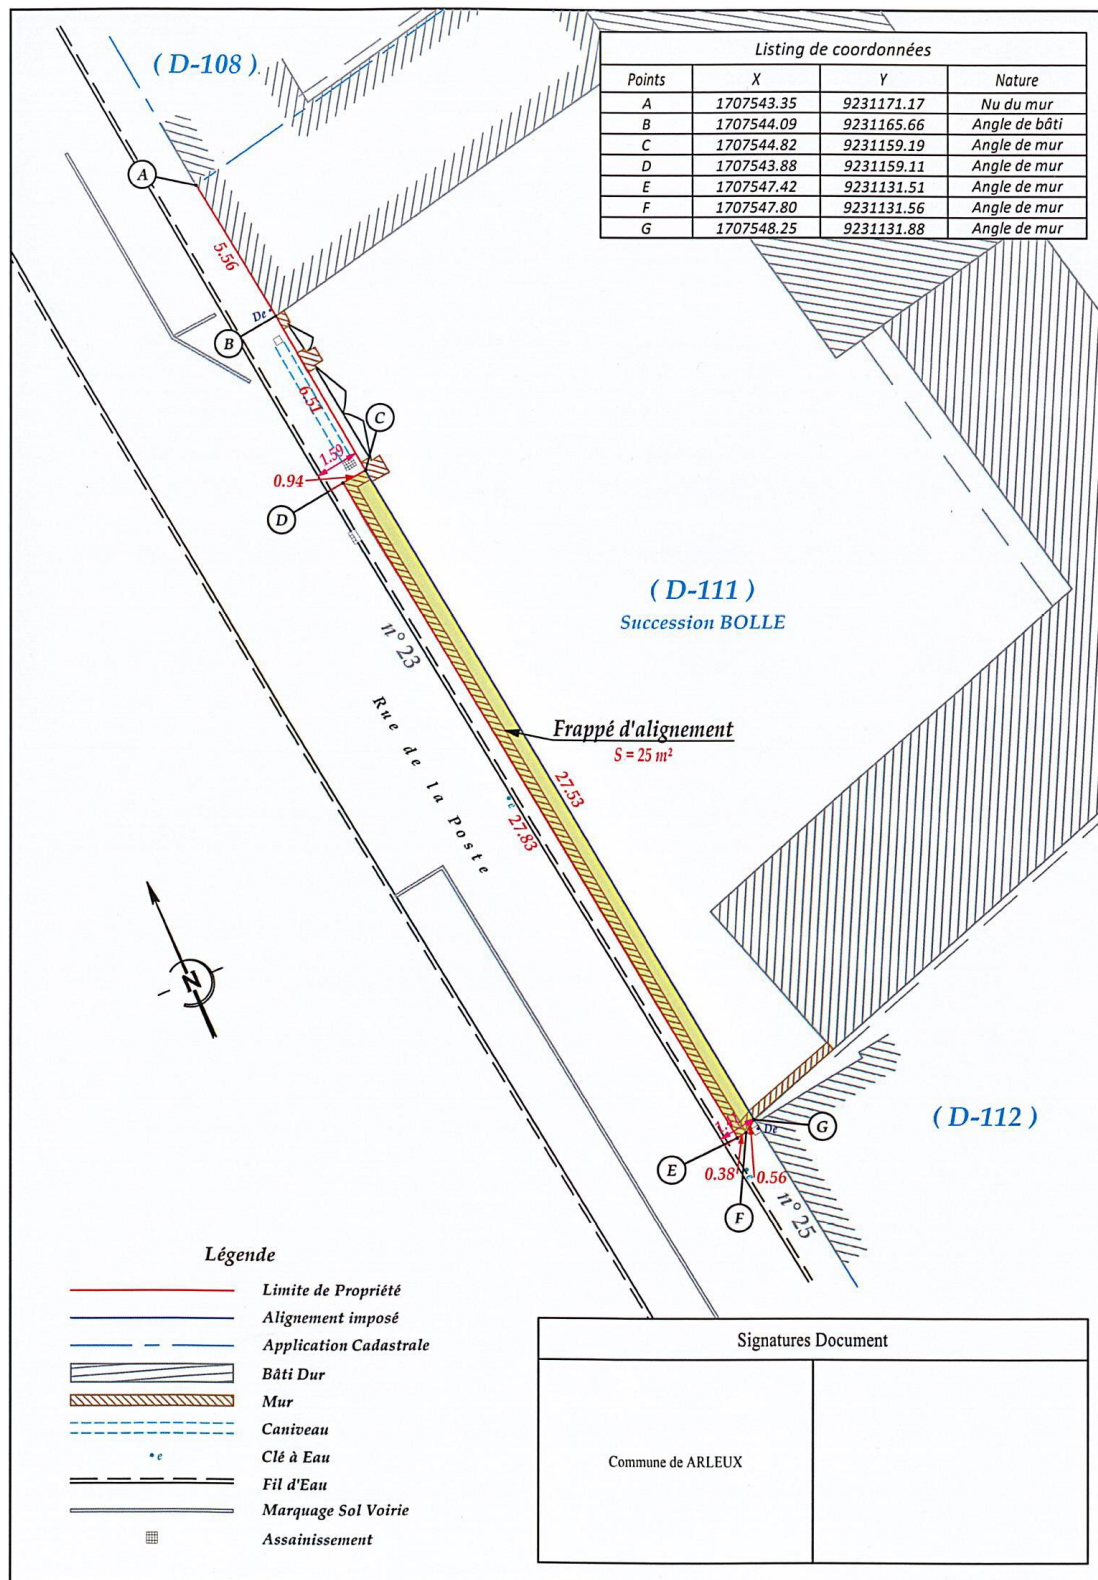 ( D-108 )
Listing de coordonnées
Points X Y Nature
A 1707543.35 9231171.17 Nu du mur
B 1707544.09 9231165.66 Angle de bâti
C 1707544.82 9231159.19 Angle de mur
D 1707543.88 9231159.11 Angle de mur
E 1707547.42 9231131.51 Angle de mur
F 1707547.80 9231131.56 Angle de mur
G 1707548.25 9231131.88 Angle de mur
A
5.56
De
B
6.51
C
1.59
0.94
D
( D-111 )
Succession BOLLE
n° 23
Rue de la Poste
Frappé d'alignement
S = 25 m²
27.53
e
27.83
N
( D-112 )
G
De
E
0.38
e
0.56
F
n° 25
Légende
Limite de Propriété
Alignement imposé
Application Cadastrale
Bâti Dur
Mur
Caniveau
e
Clé à Eau
Fil d'Eau
Marquage Sol Voirie
Assainissement
Signatures Document
Commune de ARLEUX